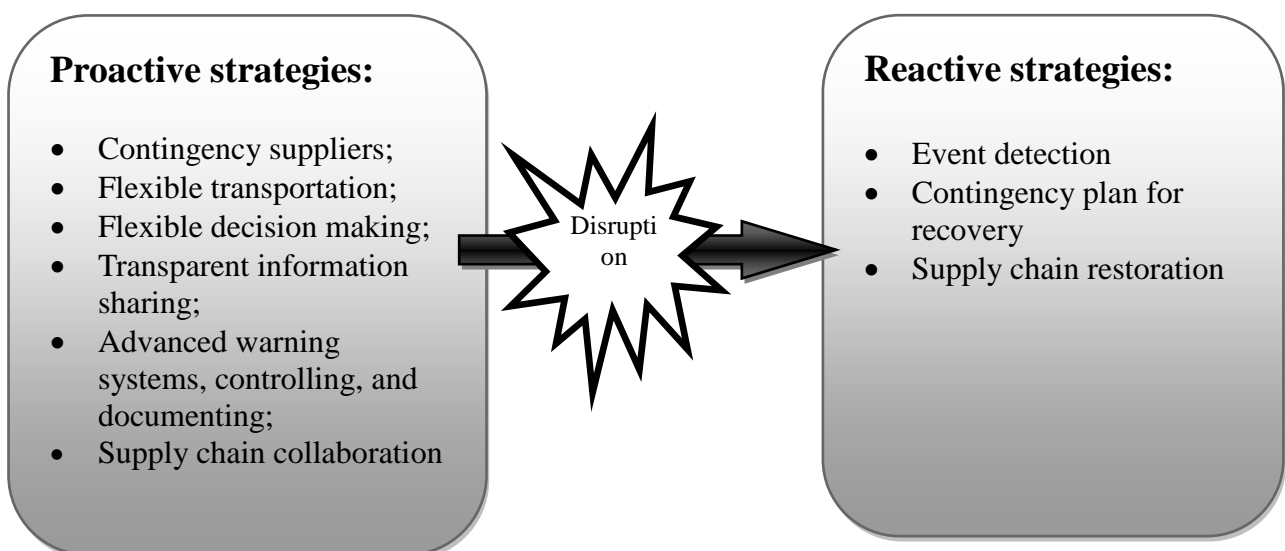 Proactive strategies:
• Contingency suppliers;
• Flexible transportation;
• Flexible decision making;
• Transparent information
sharing;
• Advanced warning
systems, controlling, and
documenting;
• Supply chain collaboration
Disrupti
on
Reactive strategies:
• Event detection
• Contingency plan for
recovery
• Supply chain restoration